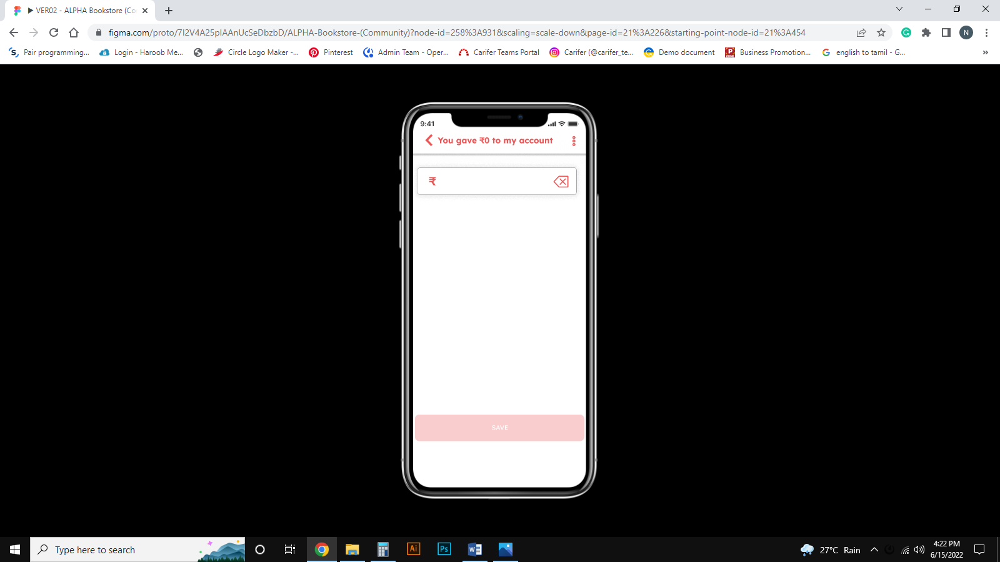 VER02 - ALPHA Bookstore (Co
figma.com/proto/7I2V4A25pIAAnUcSeDbzbD/ALPHA-Bookstore-(Community)?node-id=258%3A931&scaling=scale-down&page-id=21%3A226&starting-point-node-id=21%3A454
N
Pair programming... Login - Haroob Me... Circle Logo Maker -... Pinterest Admin Team - Oper... Carifer Teams Portal Carifer (@carifer_te... Demo document Business Promotion... english to tamil - G... »
9:41
You gave ₹0 to my account
₹
SAVE
Type here to search
Ai
Ps
27°C Rain
4:22 PM
6/15/2022